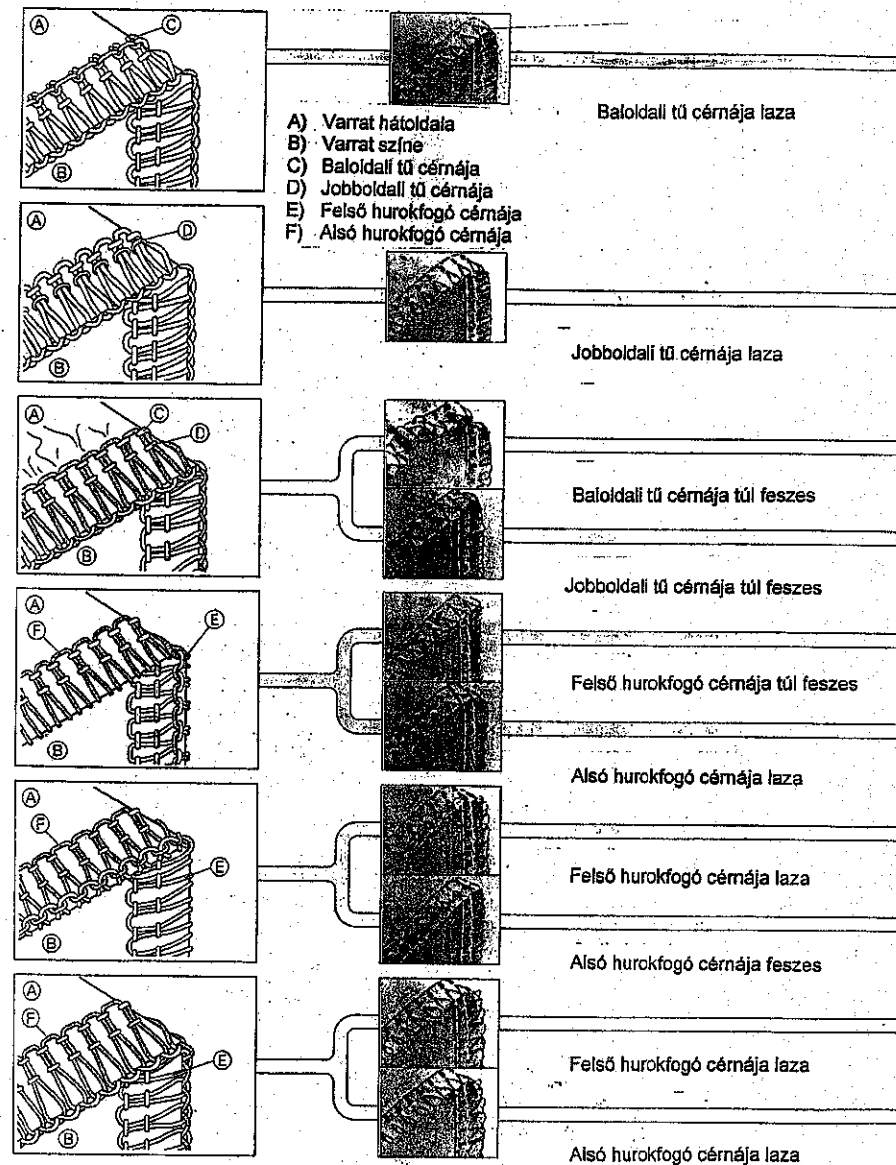 A C
B
Baloldali tű cérnája laza
A) Varrat hátoldala
B) Varrat színe
C) Baloldali tű cérnája
D) Jobboldali tű cérnája
E) Felső hurokfogó cérnája
F) Alsó hurokfogó cérnája
A
D
B
Jobboldali tű cérnája laza
A C
D
B
Baloldali tű cérnája túl feszes
Jobboldali tű cérnája túl feszes
A
F E
B
Felső hurokfogó cérnája túl feszes
Alsó hurokfogó cérnája laza
A
F
E
B
Felső hurokfogó cérnája laza
Alsó hurokfogó cérnája feszes
A
F
E
B
Felső hurokfogó cérnája laza
Alsó hurokfogó cérnája laza